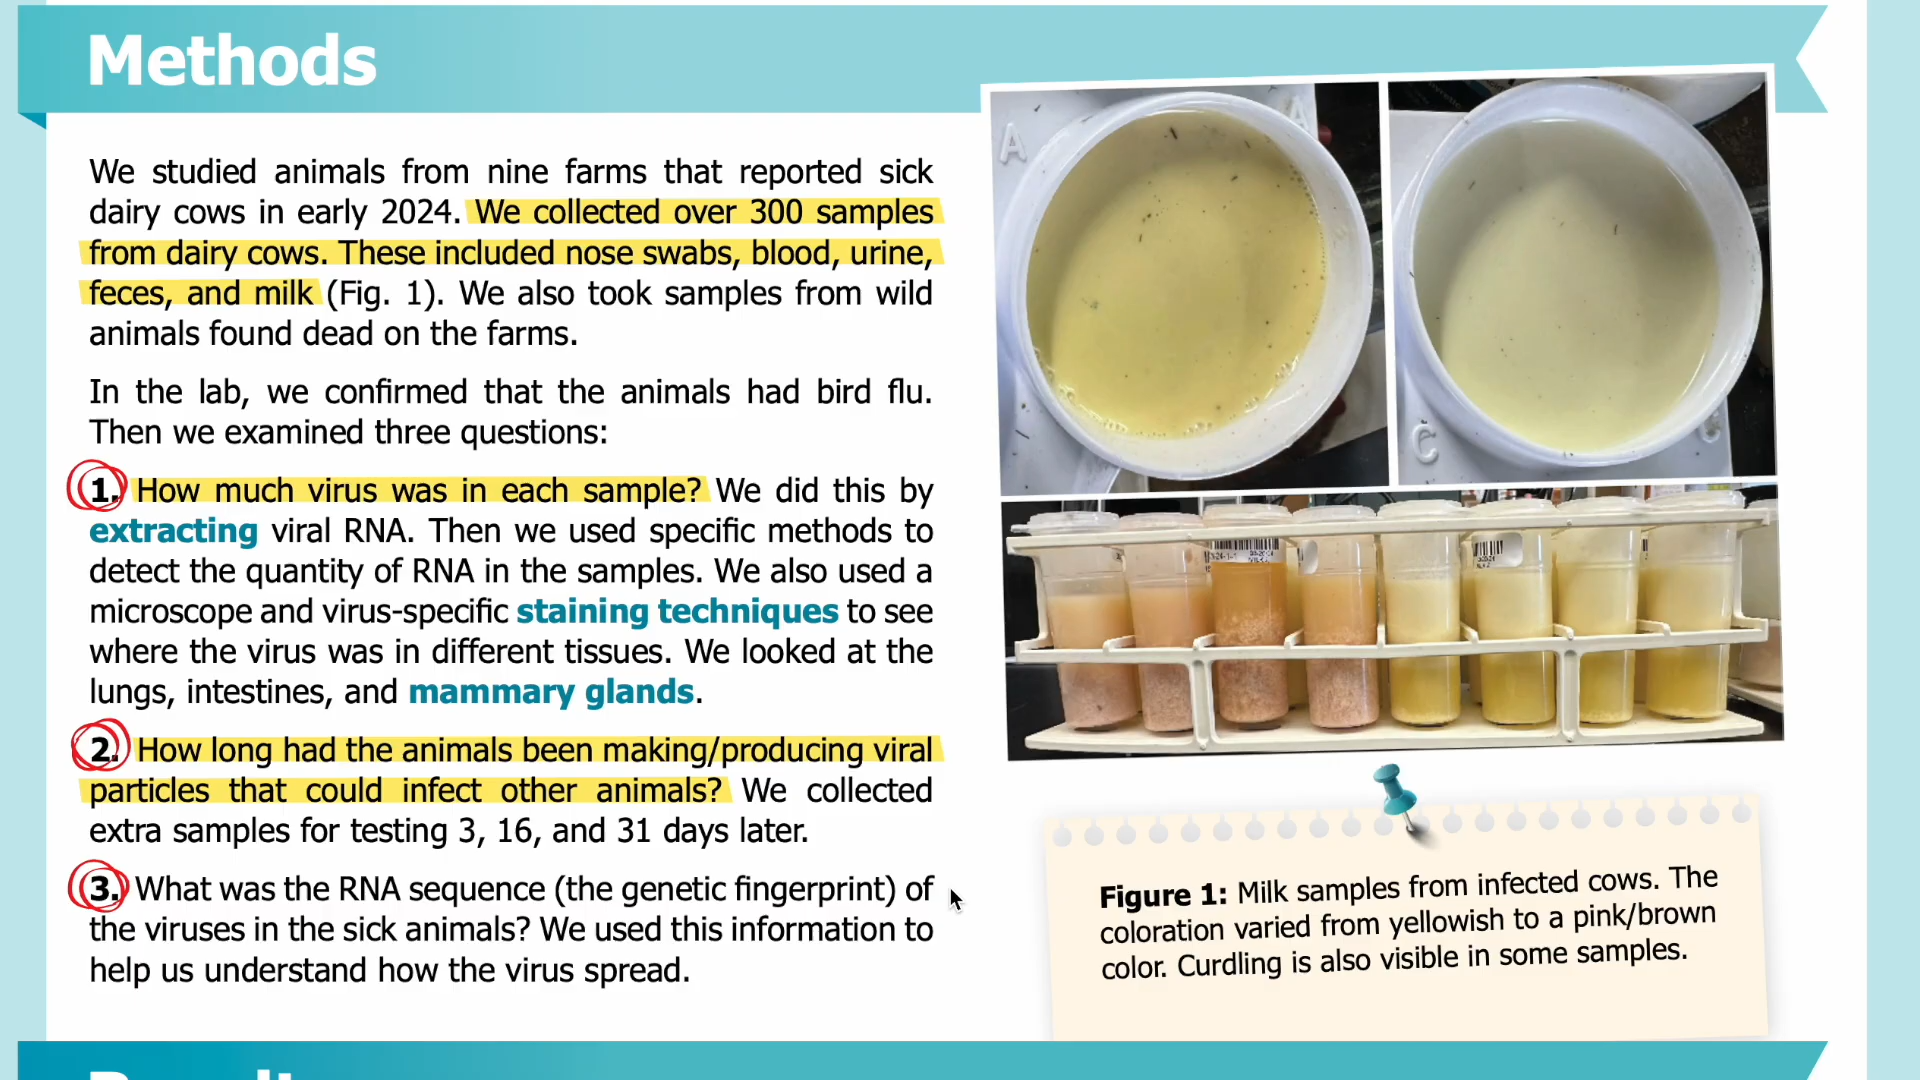 Methods
We studied animals from nine farms that reported sick
dairy cows in early 2024. We collected over 300 samples
from dairy cows. These included nose swabs, blood, urine,
feces, and milk (Fig. 1). We also took samples from wild
animals found dead on the farms.
In the lab, we confirmed that the animals had bird flu.
Then we examined three questions:
1. How much virus was in each sample? We did this by
extracting viral RNA. Then we used specific methods to
detect the quantity of RNA in the samples. We also used a
microscope and virus-specific staining techniques to see
where the virus was in different tissues. We looked at the
lungs, intestines, and mammary glands.
2. How long had the animals been making/producing viral
particles that could infect other animals? We collected
extra samples for testing 3, 16, and 31 days later.
3. What was the RNA sequence (the genetic fingerprint) of
the viruses in the sick animals? We used this information to
help us understand how the virus spread.
A
A
C
Figure 1: Milk samples from infected cows. The
coloration varied from yellowish to a pink/brown
color. Curdling is also visible in some samples.